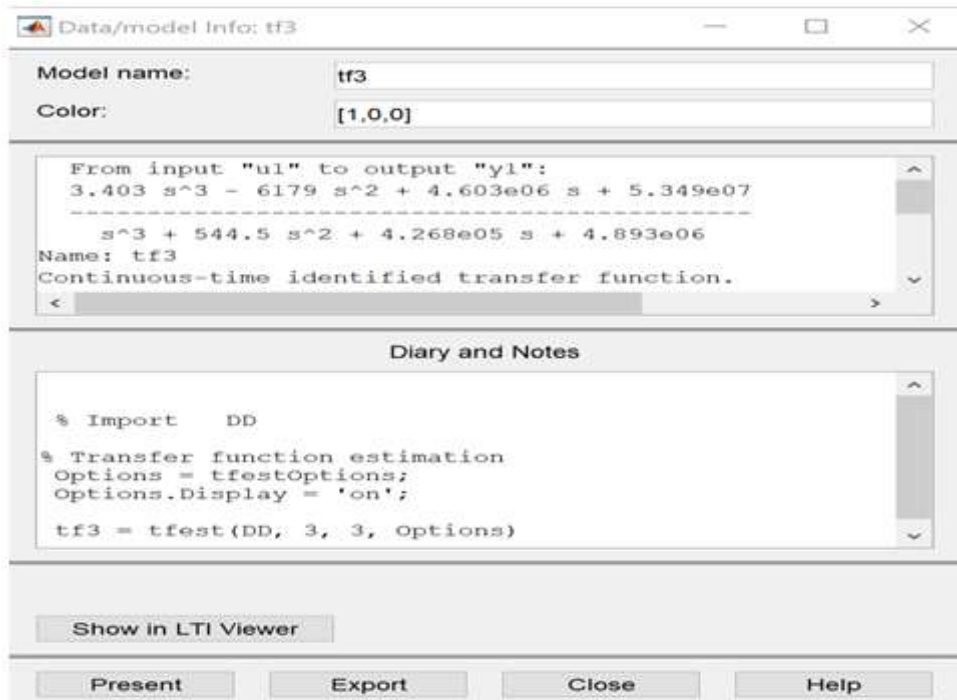 Data/model Info: tf3
Model name:
tf3
Color:
[1,0,0]
From input "u1" to output "y1":
3.403 s^3 - 6179 s^2 + 4.603e06 s + 5.349e07
-----------------------------------------------
s^3 + 544.5 s^2 + 4.268e05 s + 4.893e06
Name: tf3
Continuous-time identified transfer function.
Diary and Notes
% Import DD
% Transfer function estimation
Options = tfestOptions;
Options.Display = 'on';
tf3 = tfest(DD, 3, 3, Options)
Show in LTI Viewer
Present Export Close Help